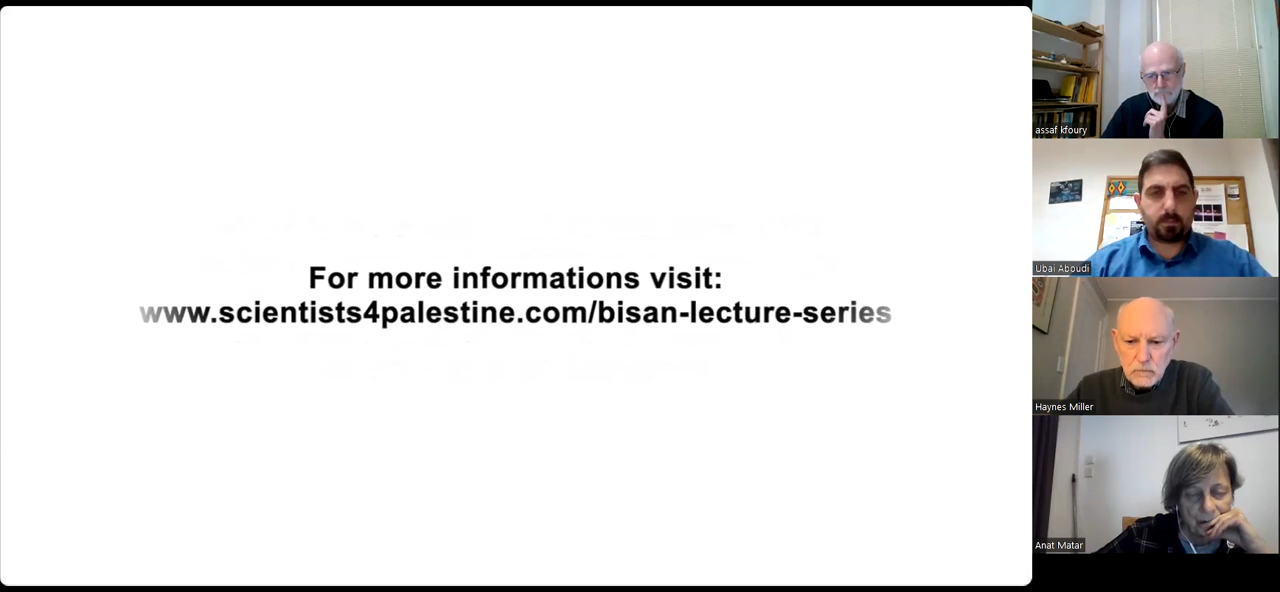 For more informations visit:
www.scientists4palestine.com/bisan-lecture-series
assaf kfoury
Ubai Aboudi
Haynes Miller
Anat Matar